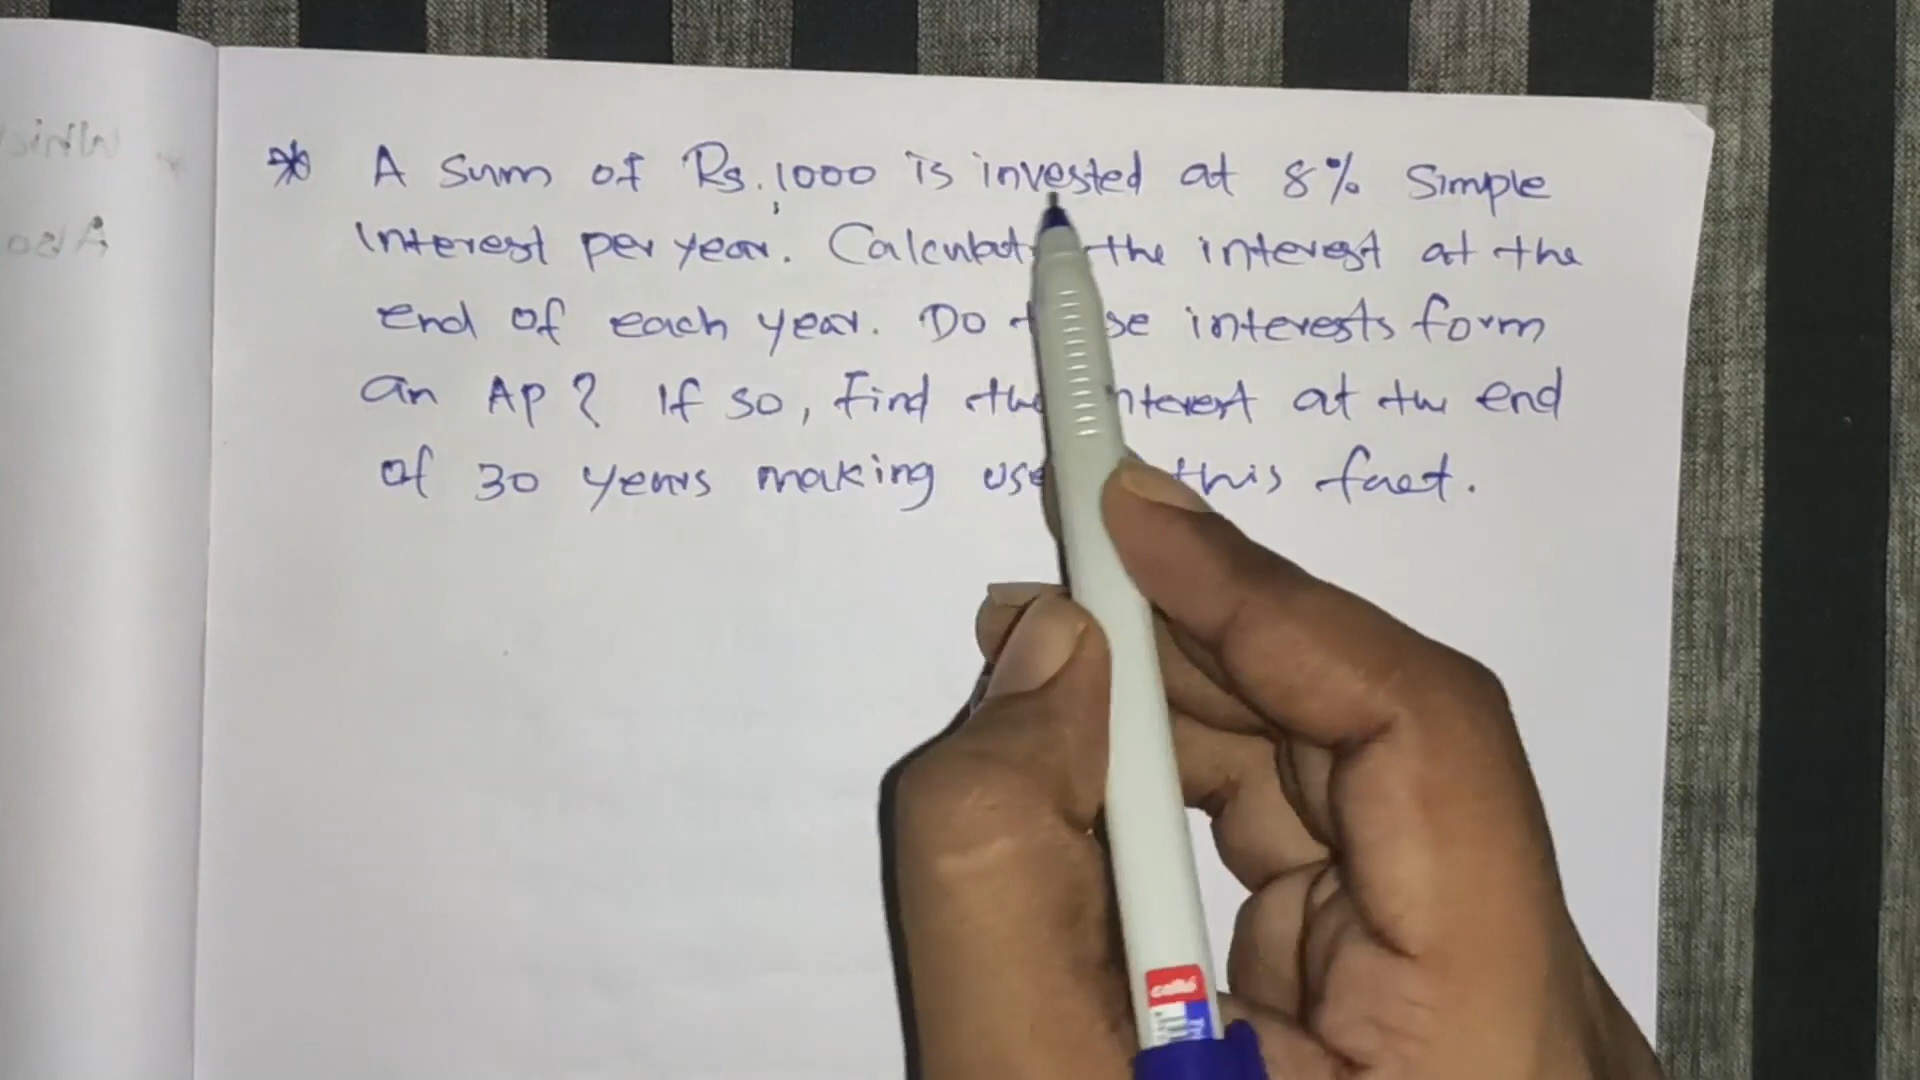 * A sum of Rs. 1000 is invested at 8% Simple
Interest per year. Calculat the interest at the
end of each year. Do se interests form
an AP? If so, Find the nterest at the end
of 30 years making use this fact.
cello